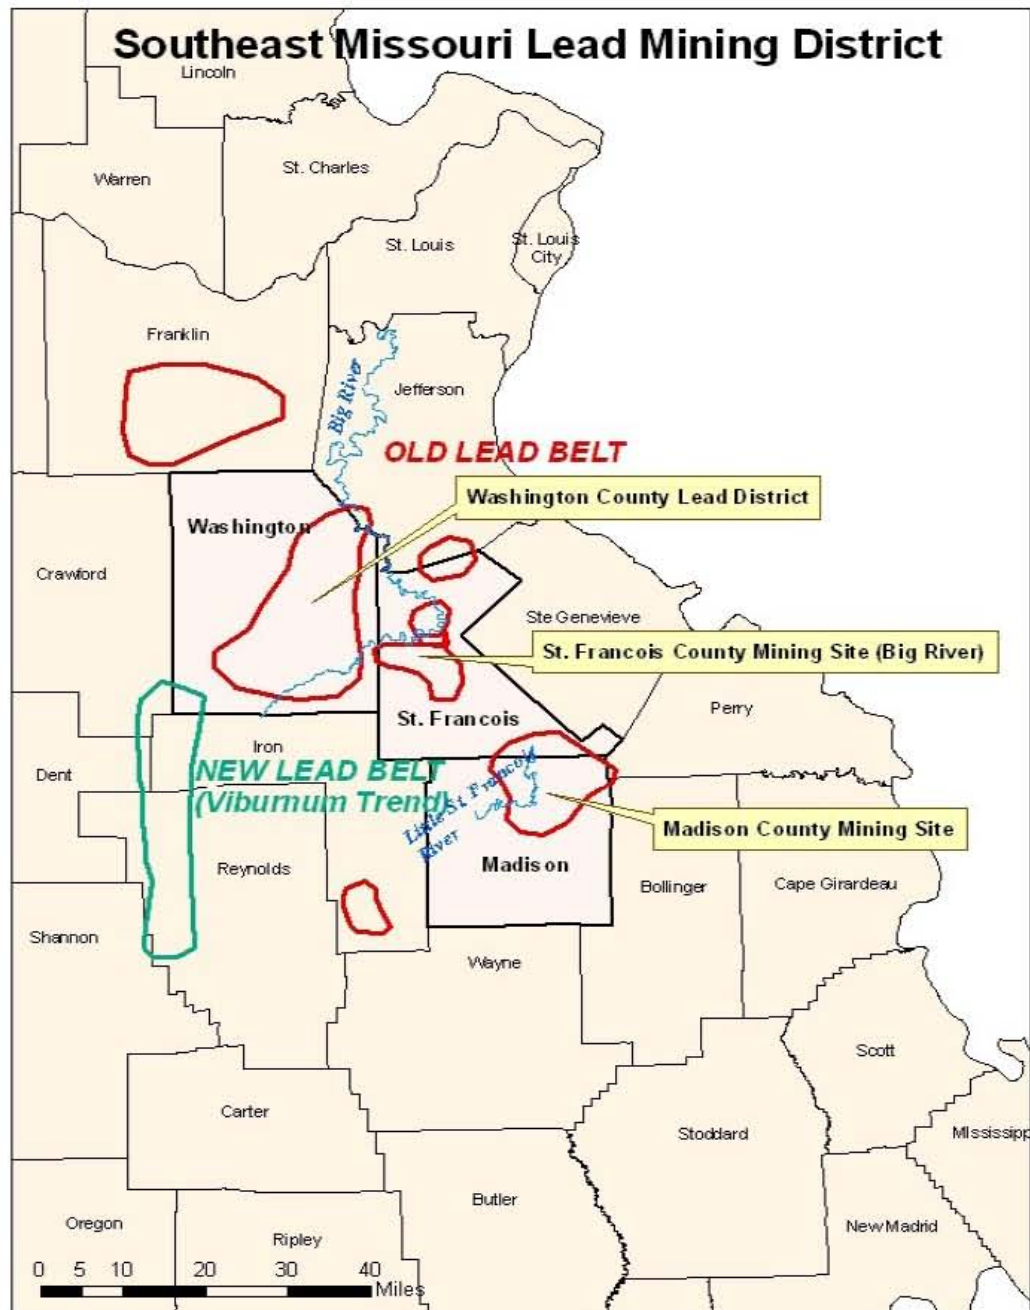 Southeast Missouri Lead Mining District
Lincoln
Warren
St. Charles
St. Louis
St. Louis
City
Franklin
Big River
Jefferson
OLD LEAD BELT
Washington County Lead District
Washington
Crawford
Ste Genevieve
St. Francois County Mining Site (Big River)
St. Francois
Perry
Iron
Dent
NEW LEAD BELT
(Viburnum Trend)
Little St. Francois
River
Madison County Mining Site
Madison
Reynolds
Bollinger
Cape Girardeau
Shannon
Wayne
Scott
Carter
Stoddard
MIssissipp
Butler
Oregon
Ripley
New Madrid
0 5 10 20 30 40
Miles